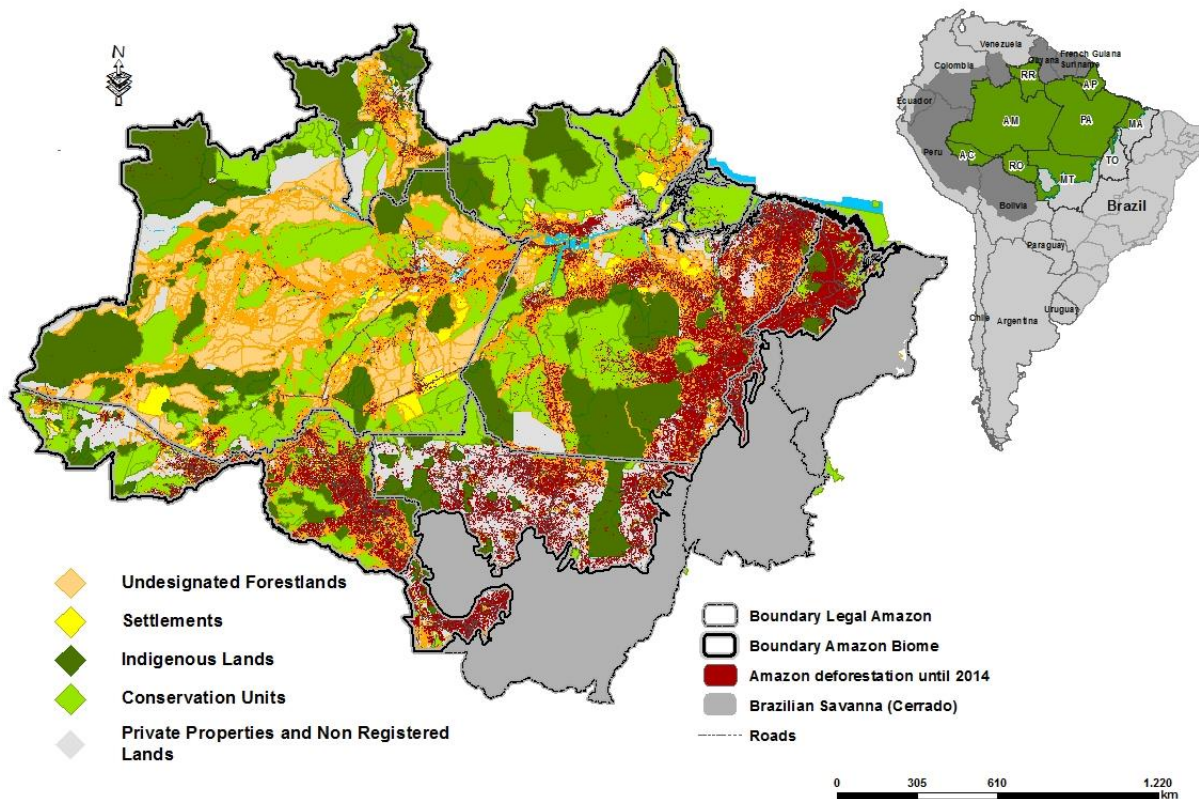 N
Venezuela
Guyana
French Guiana
Suriname
Colombia
RR
AP
Ecuador
AM
PA
MA
Peru
AC
RO
TO
MT
Bolivia
Brazil
Paraguay
Chile
Argentina
Uruguay
Undesignated Forestlands
Settlements
Indigenous Lands
Conservation Units
Private Properties and Non Registered
Lands
Boundary Legal Amazon
Boundary Amazon Biome
Amazon deforestation until 2014
Brazilian Savanna (Cerrado)
Roads
0 305 610 1.220
km